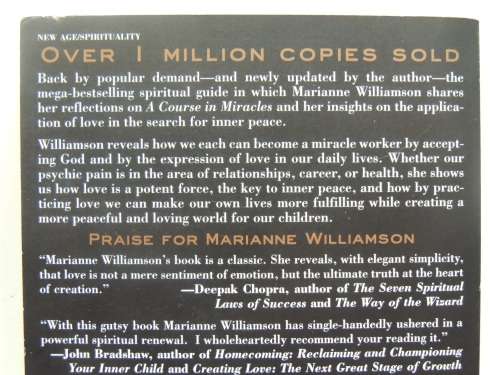 NEW AGE/SPIRITUALITY
OVER 1 MILLION COPIES SOLD
Back by popular demand—and newly updated by the author—the
mega-bestselling spiritual guide in which Marianne Williamson shares
her reflections on A Course in Miracles and her insights on the applica-
tion of love in the search for inner peace.
Williamson reveals how we each can become a miracle worker by accept-
ing God and by the expression of love in our daily lives. Whether our
psychic pain is in the area of relationships, career, or health, she shows
us how love is a potent force, the key to inner peace, and how by prac-
ticing love we can make our own lives more fulfilling while creating
a more peaceful and loving world for our children.
PRAISE FOR MARIANNE WILLIAMSON
“Marianne Williamson’s book is a classic. She reveals, with elegant simplicity,
that love is not a mere sentiment of emotion, but the ultimate truth at the heart
of creation.” —Deepak Chopra, author of The Seven Spiritual
Laws of Success and The Way of the Wizard
“With this gutsy book Marianne Williamson has single-handedly ushered in a
powerful spiritual renewal. I wholeheartedly recommend your reading it.”
—John Bradshaw, author of Homecoming: Reclaiming and Championing
Your Inner Child and Creating Love: The Next Great Stage of Growth